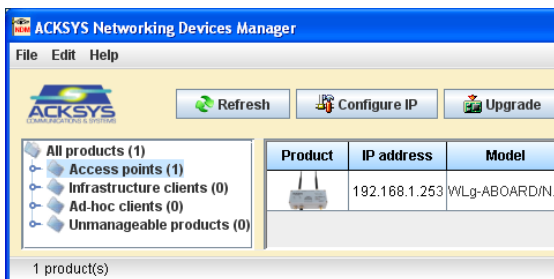 NDM ACKSYS Networking Devices Manager
File Edit Help
ACKSYS
COMMUNICATIONS & SYSTEMS
Refresh Configure IP Upgrade
All products (1)
Access points (1)
Infrastructure clients (0)
Ad-hoc clients (0)
Unmanageable products (0)
Product IP address Model
192.168.1.253 WLg-ABOARD/N.
1 product(s)